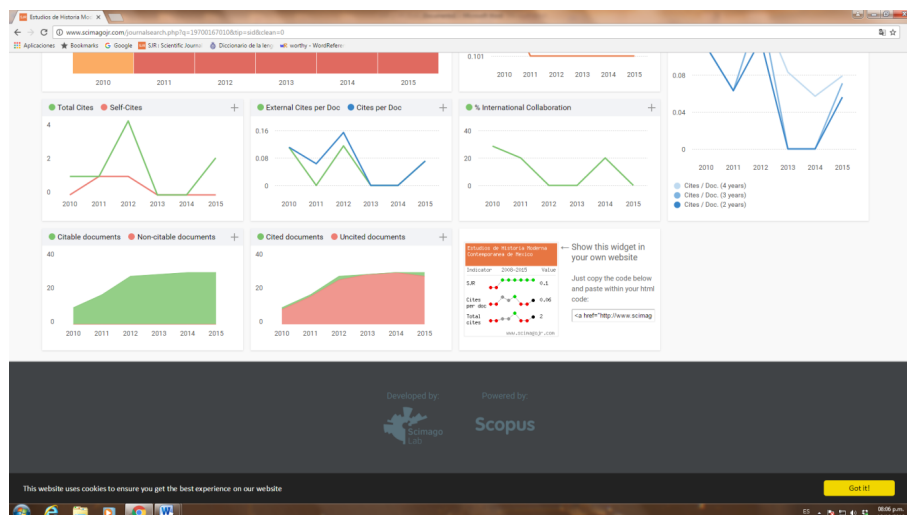 Estudios de Historia Mo
www.scimagojr.com/journalsearch.php?q=19700167010&tip=sid&clean=0
Aplicaciones Bookmarks G Google SJR : Scientific Journal Diccionario de la leng worthy - WordRefere
2010 2011 2012 2013 2014 2015
0.101
2010 2011 2012 2013 2014 2015
0.08
0.04
0
2010 2011 2012 2013 2014 2015
Cites / Doc. (4 years)
Cites / Doc. (3 years)
Cites / Doc. (2 years)
Total Cites Self-Cites
4
2
0
2010 2011 2012 2013 2014 2015
External Cites per Doc Cites per Doc
0.16
0.08
0
2010 2011 2012 2013 2014 2015
% International Collaboration
40
20
0
2010 2011 2012 2013 2014 2015
Citable documents Non-citable documents
40
20
0
2010 2011 2012 2013 2014 2015
Cited documents Uncited documents
40
20
0
2010 2011 2012 2013 2014 2015
Estudios de Historia Moderna
Contemporanea de Mexico
Indicator 2008-2015 Value
SJR 0.1
Cites
per doc 0.06
Total
cites 2
www.scimagojr.com
← Show this widget in
your own website
Just copy the code below
and paste within your html
code:
<a href="http://www.scimag
Developed by:
Scimago
Lab
Powered by:
Scopus
This website uses cookies to ensure you get the best experience on our website
Got it!
ES 08:06 p.m.